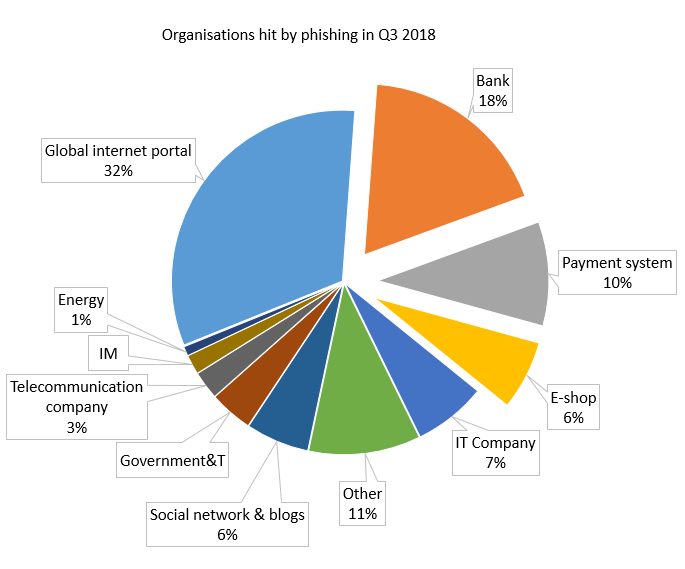 Organisations hit by phishing in Q3 2018
Bank
18%
Global internet portal
32%
Payment system
10%
Energy
1%
IM
Telecommunication
company
3%
E-shop
6%
IT Company
7%
Government&T
Other
11%
Social network & blogs
6%